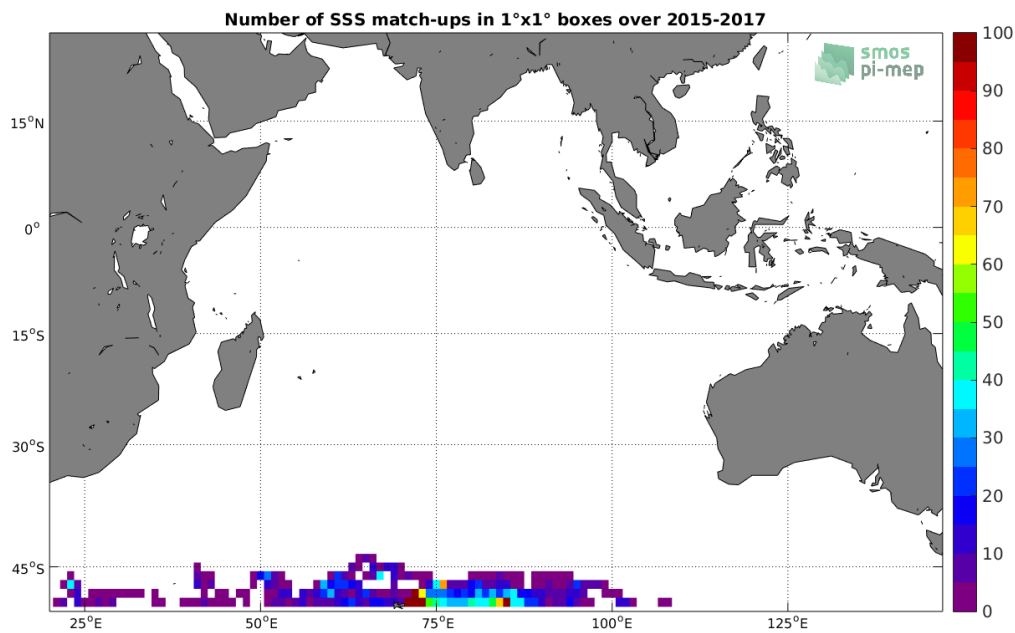 Number of SSS match-ups in 1°x1° boxes over 2015-2017
smos
pi-mep
15°N
0°
15°S
30°S
45°S
25°E
50°E
75°E
100°E
125°E
100
90
80
70
60
50
40
30
20
10
0